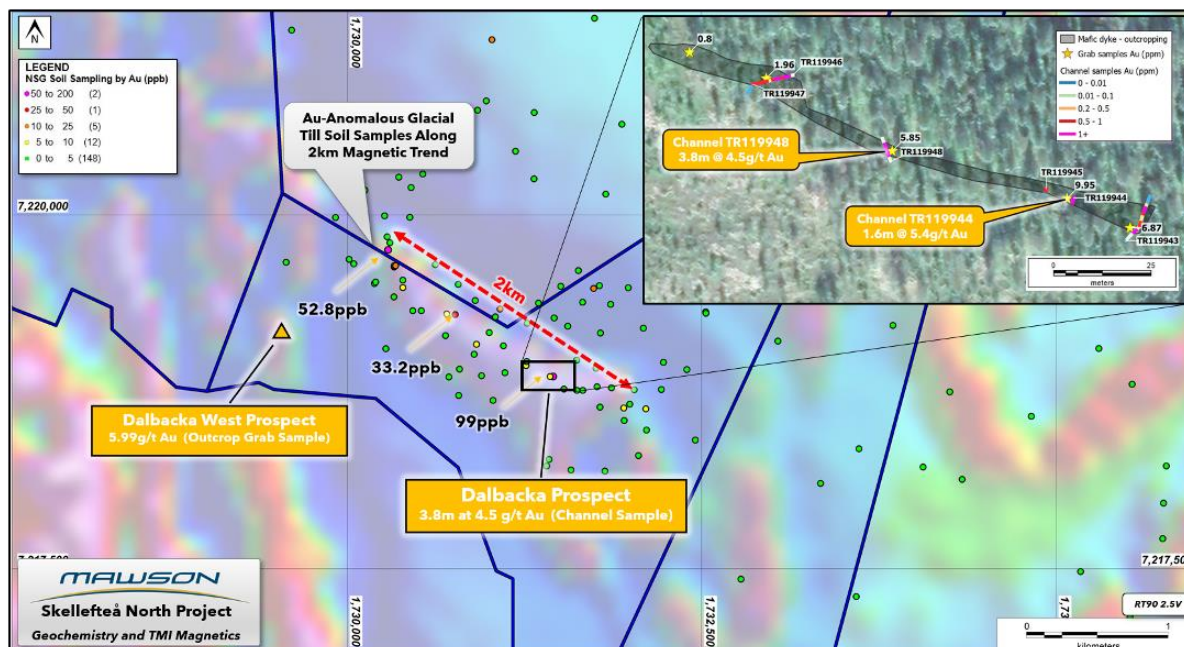 N
LEGEND
NSG Soil Sampling by Au (ppb)
50 to 200 (2)
25 to 50 (1)
10 to 25 (5)
5 to 10 (12)
0 to 5 (148)
1,730,000
Au-Anomalous Glacial
Till Soil Samples Along
2km Magnetic Trend
7,220,000
2km
52.8ppb
33.2ppb
99ppb
Dalbacka West Prospect
5.99g/t Au (Outcrop Grab Sample)
Dalbacka Prospect
3.8m at 4.5 g/t Au (Channel Sample)
0.8
1.96
TR119946
TR119947
5.85
TR119948
Channel TR119948
3.8m @ 4.5g/t Au
TR119945
9.95
TR119944
Channel TR119944
1.6m @ 5.4g/t Au
6.87
TR119943
Mafic dyke - outcropping
Grab samples Au (ppm)
Channel samples Au (ppm)
0 - 0.01
0.01 - 0.1
0.2 - 0.5
0.5 - 1
1+
0 25
meters
7,217,500
MAWSON
Skellefteå North Project
Geochemistry and TMI Magnetics
1,730,000
1,732,500
RT90 2.5V
0 1
kilometers